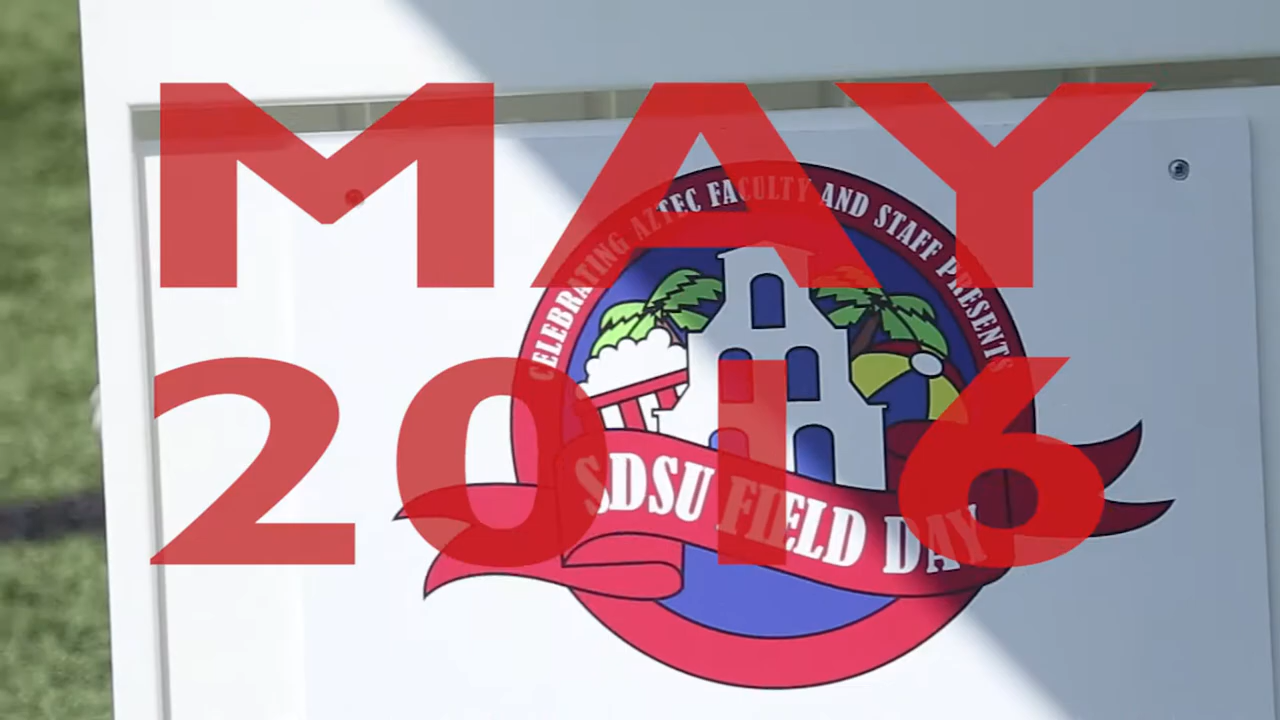 MAY
2016
CELEBRATING AZTEC FACULTY AND STAFF PRESENTS
SDSU FIELD DAY